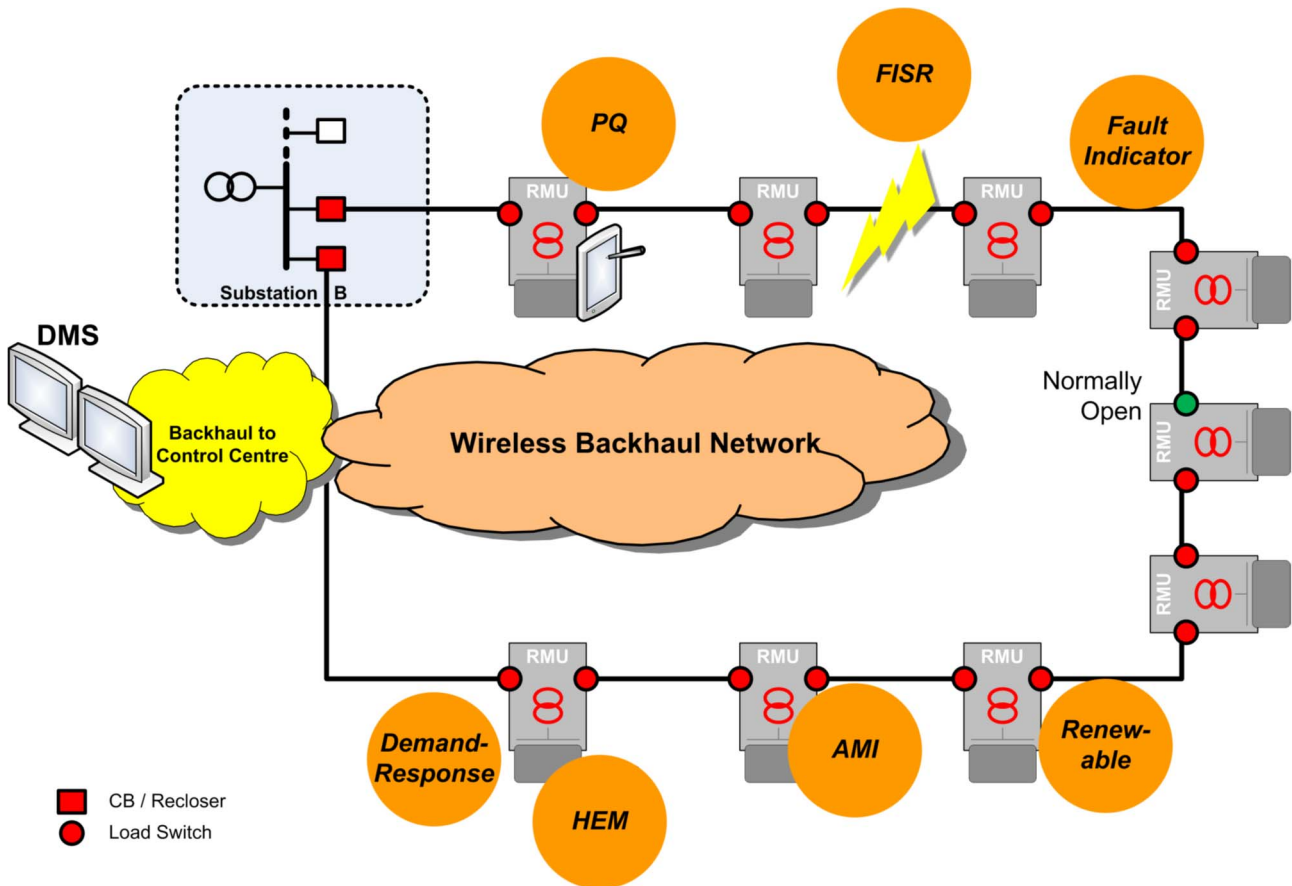 FISR
PQ
Fault
Indicator
RMU
RMU
RMU
Substation B
RMU
DMS
Normally
Open
Backhaul to
Control Centre
Wireless Backhaul Network
RMU
RMU
RMU
RMU
RMU
Demand-
Response
AMI
Renew-
able
HEM
CB / Recloser
Load Switch